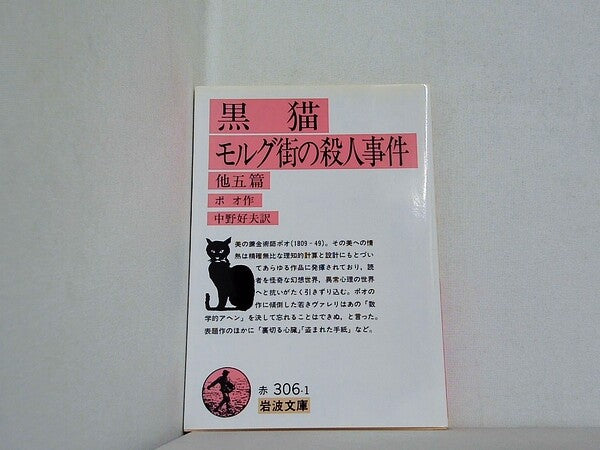 黒猫
モルグ街の殺人事件
他五篇
ポオ作
中野好夫訳
美の錬金術師ポオ(1809-49)。その美への情
熱は精確無比な理知的計算と設計にもとづい
てあらゆる作品に発揮されており、読
者を怪奇な幻想世界、異常心理の世界
へと抗いがたく引きずり込む。ポオの
作に傾倒した若きヴァレリはあの「数
学的アヘン」を決して忘れることはできぬ、と言った。
表題作のほかに「裏切る心臓」「盗まれた手紙」など。
赤 306-1
岩波文庫